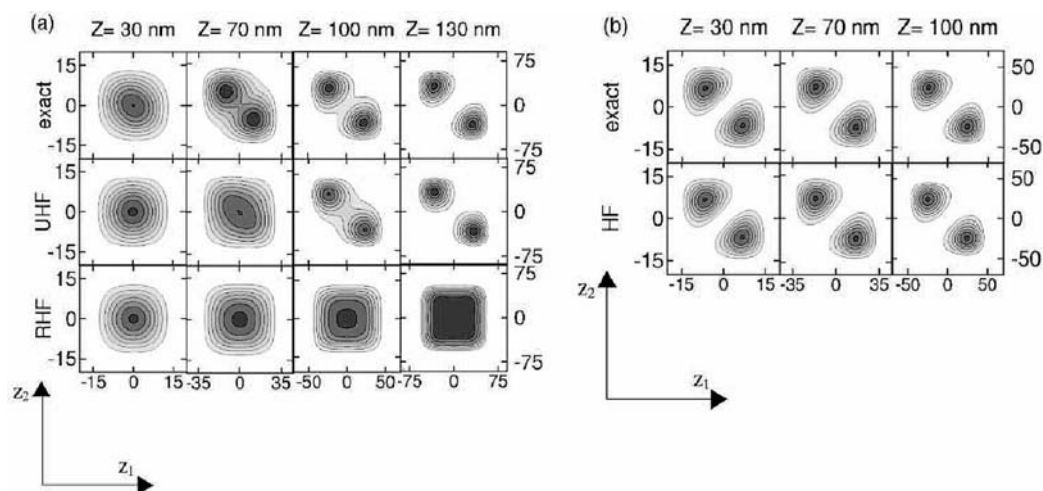 (a) Z= 30 nm Z= 70 nm Z= 100 nm Z= 130 nm
exact 15 0 -15 75 0 -75
UHF 15 0 -15 75 0 -75
RHF 15 0 -15 75 0 -75
-15 0 15 -35 0 35 -50 0 50 -75 0 75
z2
z1
(b) Z= 30 nm Z= 70 nm Z= 100 nm
exact 15 0 -15 50 0 -50
HF 15 0 -15 50 0 -50
-15 0 15 -35 0 35 -50 0 50
z2
z1